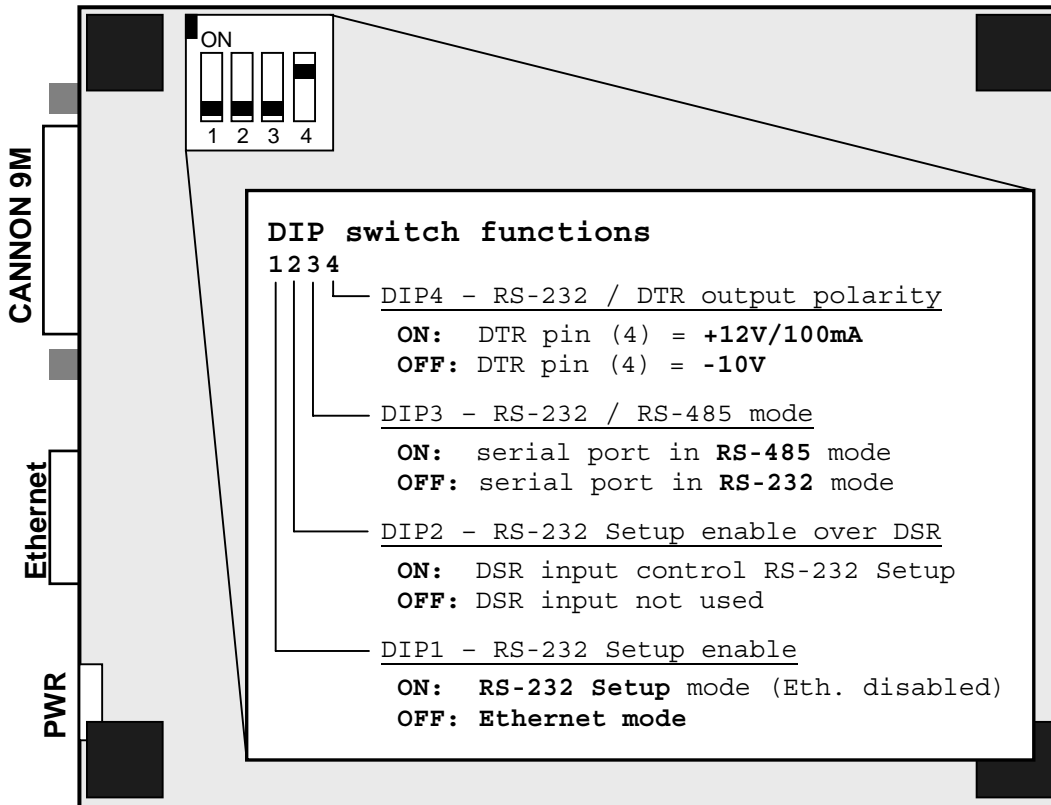 ON
1 2 3 4
CANNON 9M
Ethernet
PWR
DIP switch functions
1234
DIP4 – RS-232 / DTR output polarity
ON: DTR pin (4) = +12V/100mA
OFF: DTR pin (4) = -10V
DIP3 – RS-232 / RS-485 mode
ON: serial port in RS-485 mode
OFF: serial port in RS-232 mode
DIP2 – RS-232 Setup enable over DSR
ON: DSR input control RS-232 Setup
OFF: DSR input not used
DIP1 – RS-232 Setup enable
ON: RS-232 Setup mode (Eth. disabled)
OFF: Ethernet mode